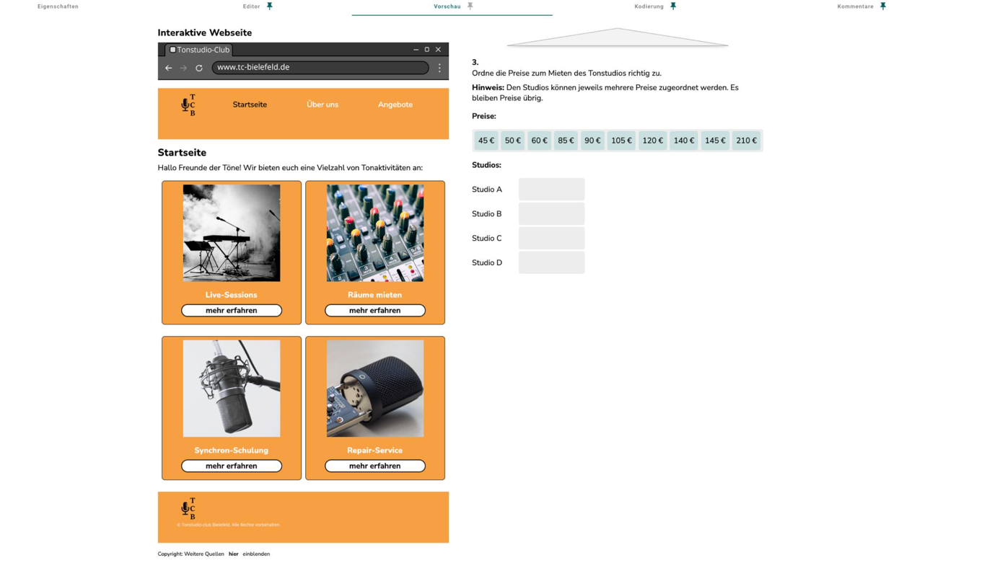 Eigenschaften
Editor
Vorschau
Kodierung
Kommentare
Interaktive Webseite
Tonstudio-Club
www.tc-bielefeld.de
T
C
B
Startseite
Über uns
Angebote
Startseite
Hallo Freunde der Töne! Wir bieten euch eine Vielzahl von Tonaktivitäten an:
Live-Sessions
mehr erfahren
Räume mieten
mehr erfahren
Synchron-Schulung
mehr erfahren
Repair-Service
mehr erfahren
T
C
B
© Tonstudio-club Bielefeld. Alle Rechte vorbehalten.
Copyright: Weitere Quellen hier einblenden
3.
Ordne die Preise zum Mieten des Tonstudios richtig zu.
Hinweis: Den Studios können jeweils mehrere Preise zugeordnet werden. Es
bleiben Preise übrig.
Preise:
45 € 50 € 60 € 85 € 90 € 105 € 120 € 140 € 145 € 210 €
Studios:
Studio A
Studio B
Studio C
Studio D